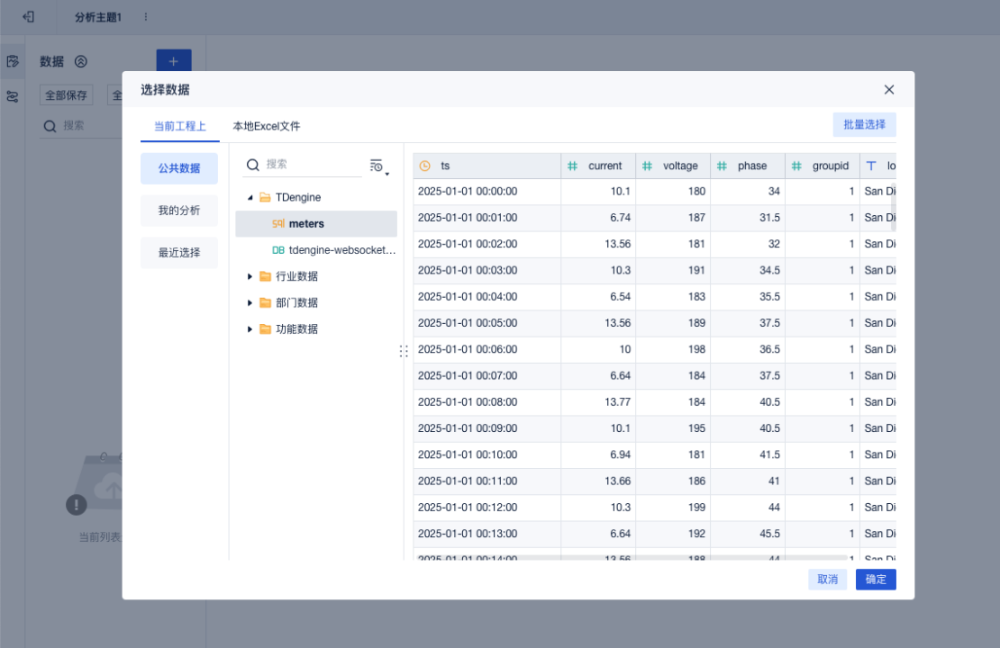 分析主题1
数据
全部保存
全
搜索
选择数据
当前工程上
本地Excel文件
批量选择
公共数据
我的分析
最近选择
搜索
TDengine
sql meters
DB tdengine-websocket...
行业数据
部门数据
功能数据
ts current voltage phase groupid lo
2025-01-01 00:00:00 10.1 180 34 1 San Di
2025-01-01 00:01:00 6.74 187 31.5 1 San Di
2025-01-01 00:02:00 13.56 181 32 1 San Di
2025-01-01 00:03:00 10.3 191 34.5 1 San Di
2025-01-01 00:04:00 6.54 183 35.5 1 San Di
2025-01-01 00:05:00 13.56 189 37.5 1 San Di
2025-01-01 00:06:00 10 198 36.5 1 San Di
2025-01-01 00:07:00 6.64 184 37.5 1 San Di
2025-01-01 00:08:00 13.77 184 40.5 1 San Di
2025-01-01 00:09:00 10.1 195 40.5 1 San Di
2025-01-01 00:10:00 6.94 181 41.5 1 San Di
2025-01-01 00:11:00 13.66 186 41 1 San Di
2025-01-01 00:12:00 10.3 199 44 1 San Di
2025-01-01 00:13:00 6.64 192 45.5 1 San Di
2025-01-01 00:14:00 13.56 188 44 1 San Di
当前列表
取消
确定